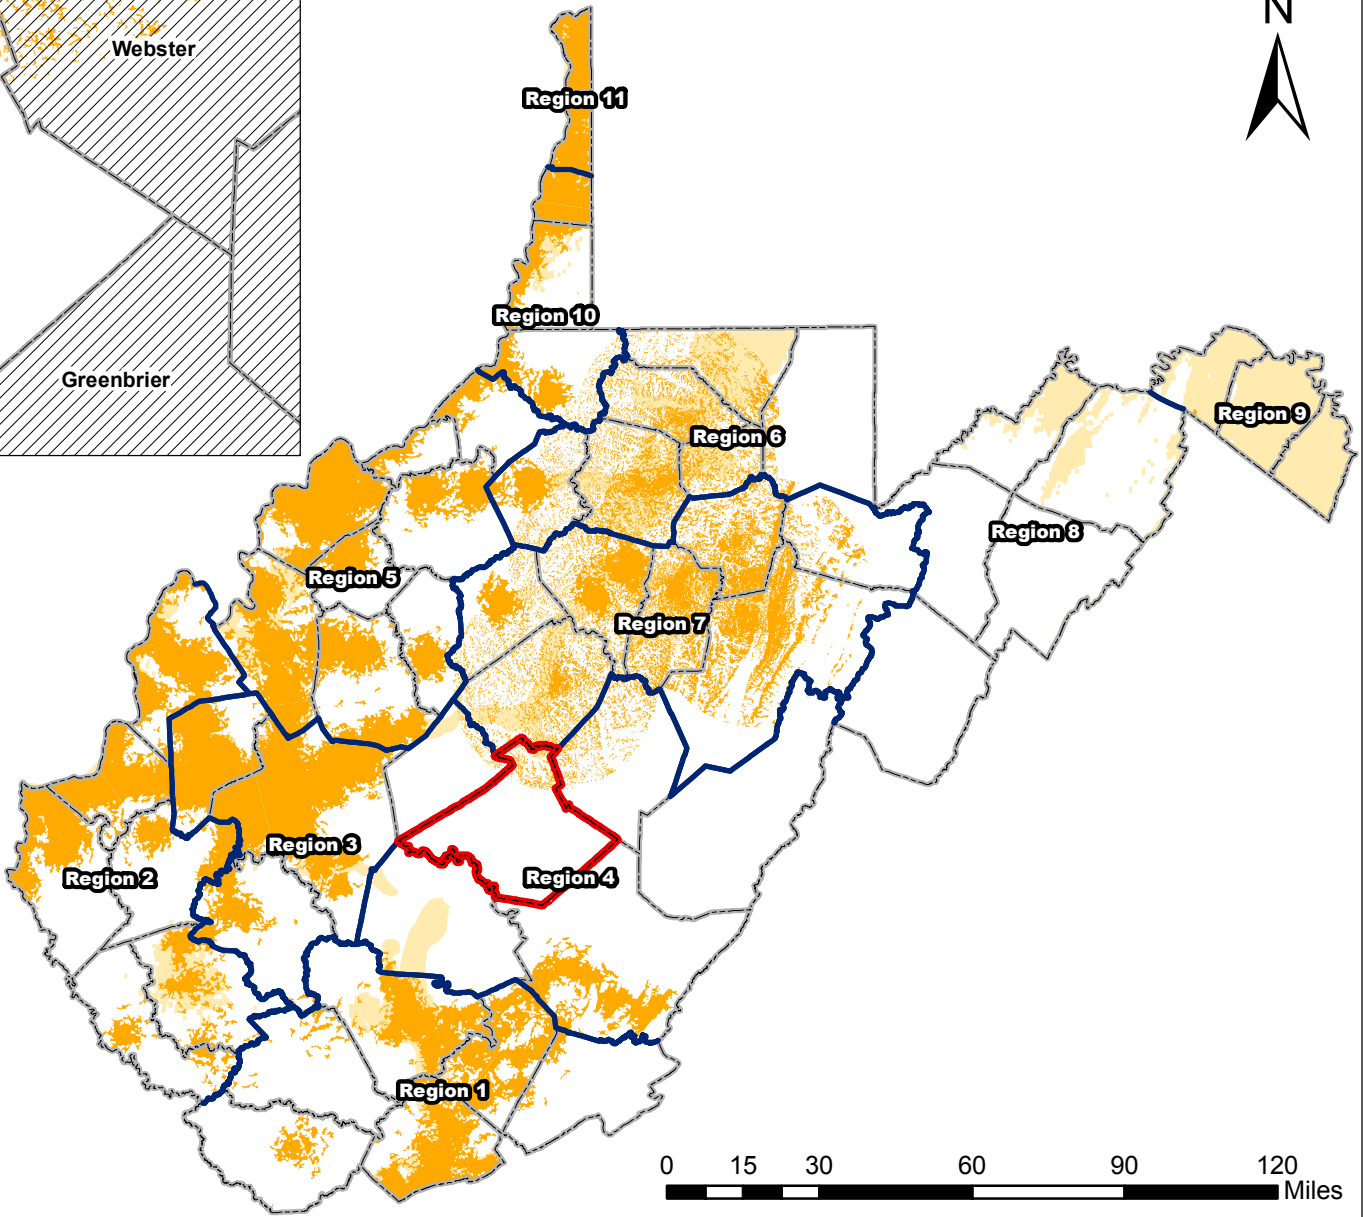 N
Webster
Greenbrier
Region 11
Region 10
Region 9
Region 6
Region 8
Region 5
Region 7
Region 3
Region 2
Region 4
Region 1
0 15 30 60 90 120
Miles